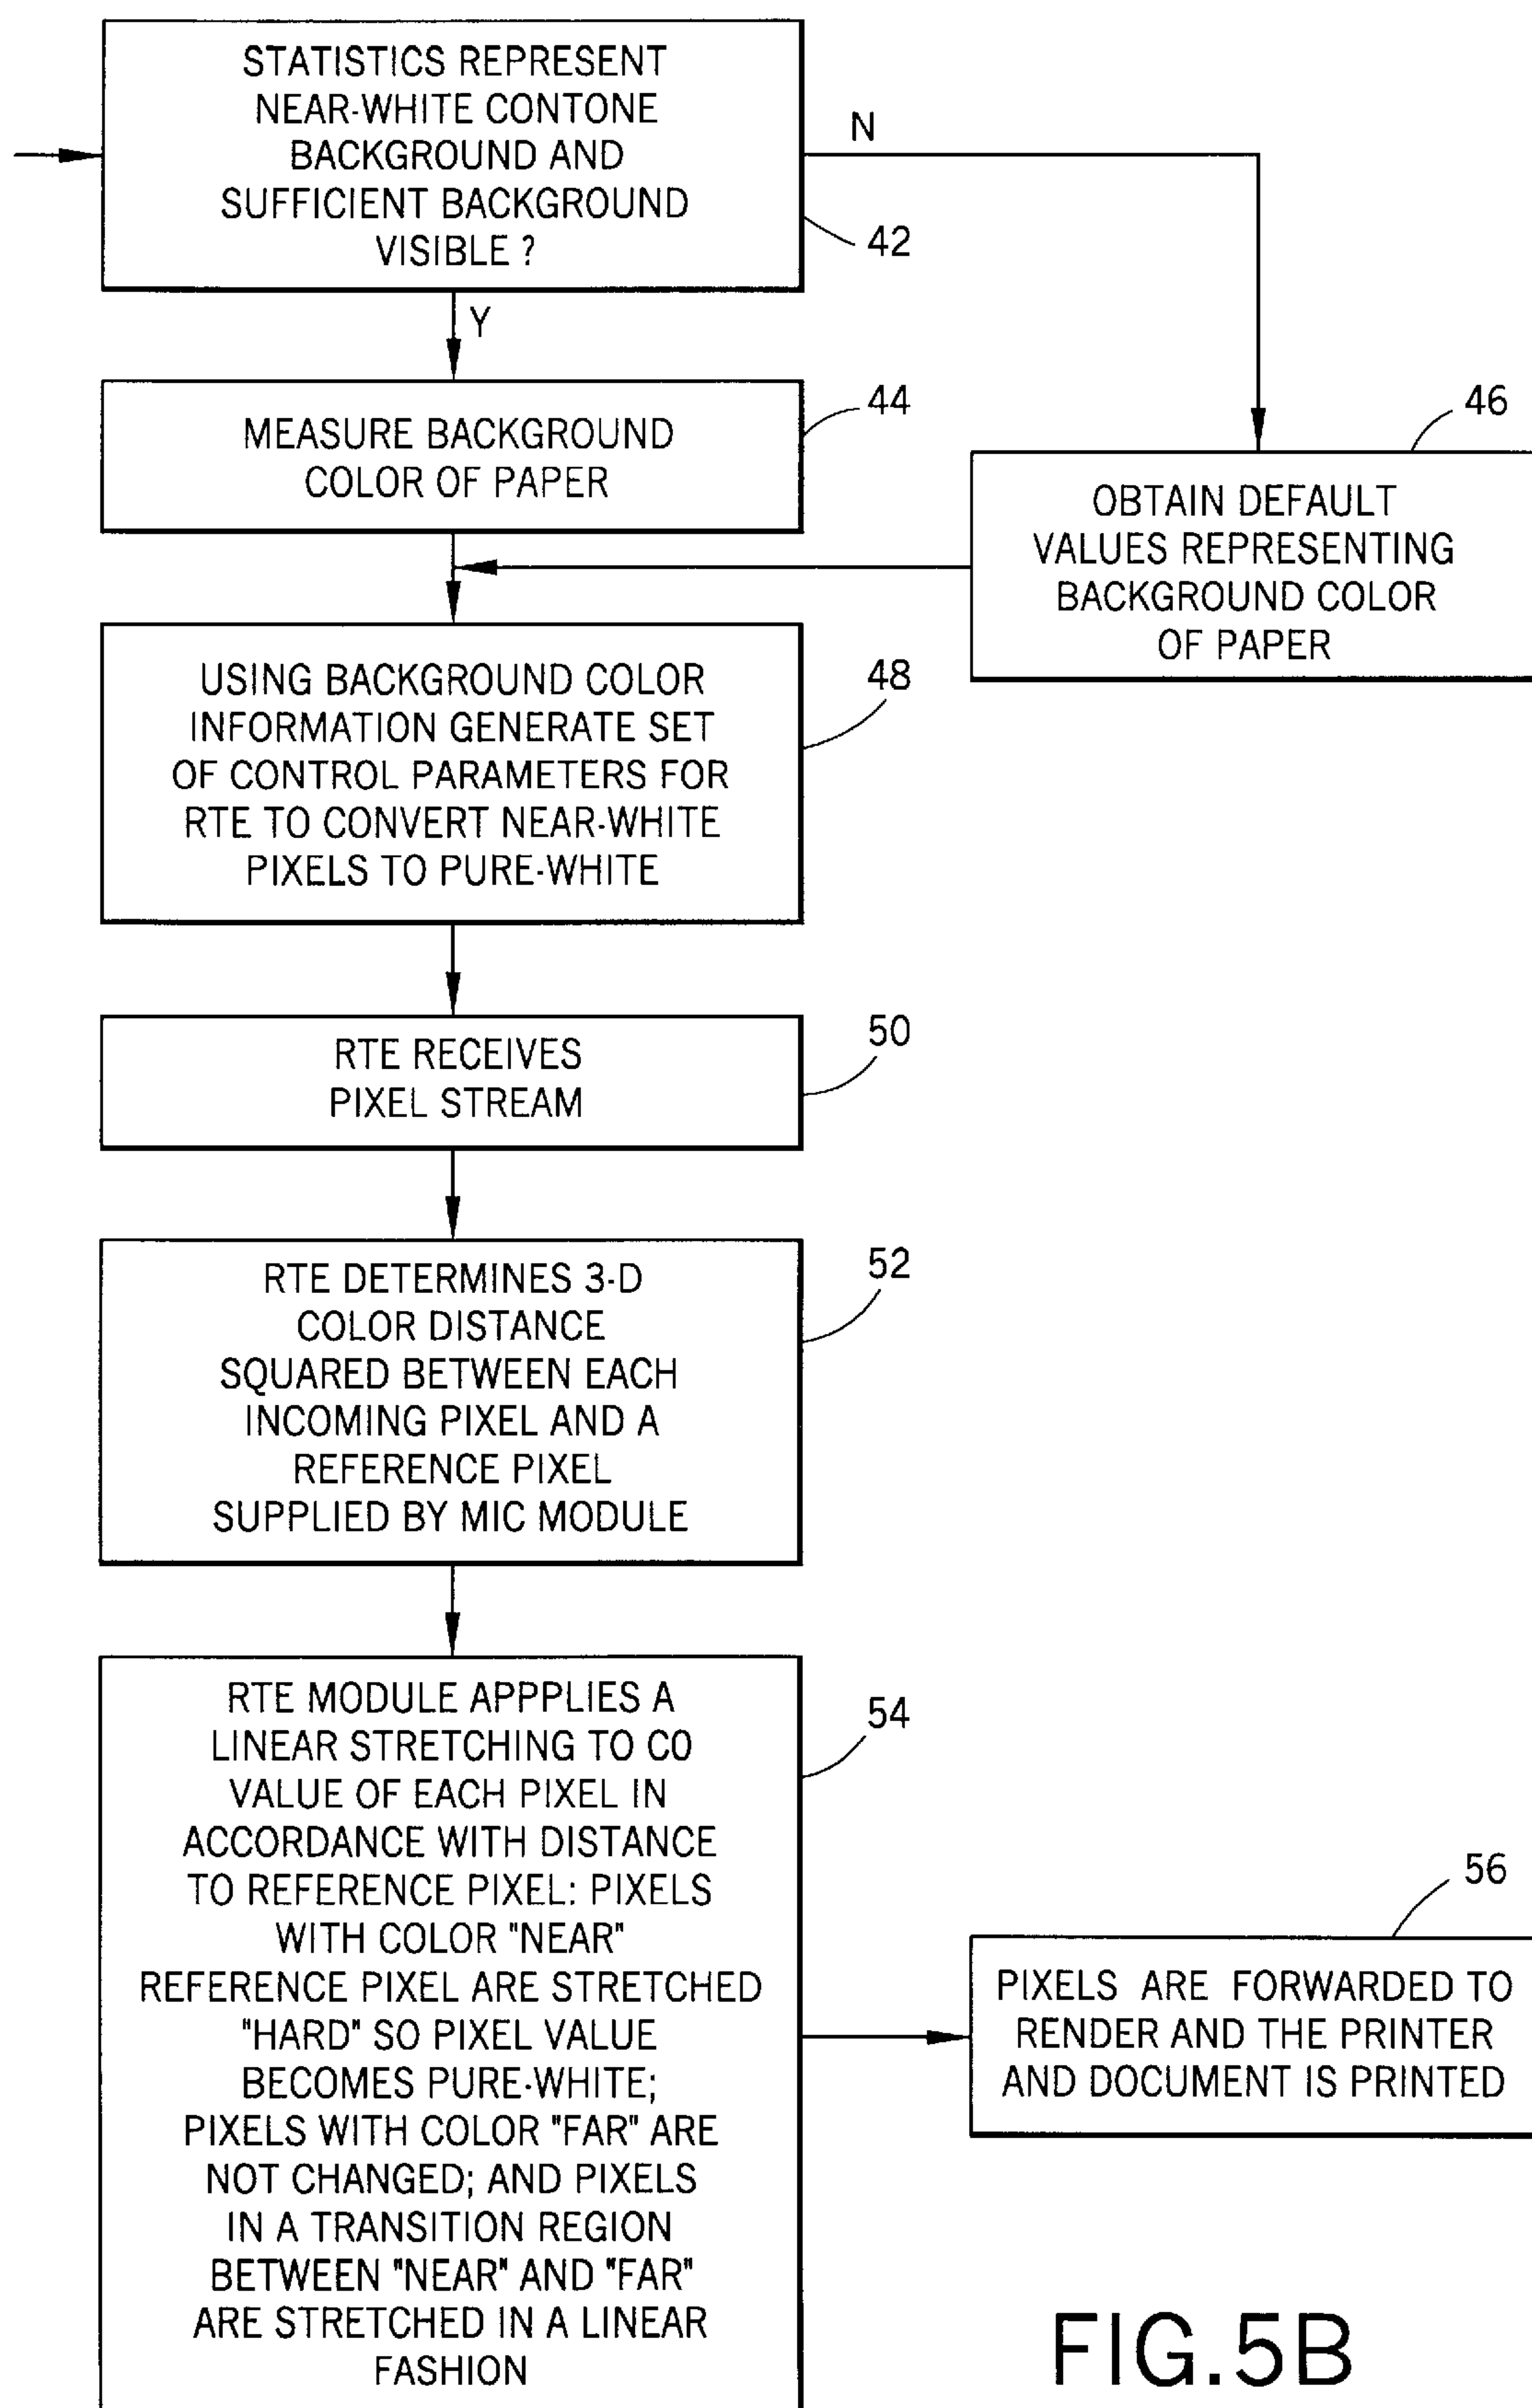 STATISTICS REPRESENT
NEAR-WHITE CONTONE
BACKGROUND AND
SUFFICIENT BACKGROUND
VISIBLE ?
N
42
Y
MEASURE BACKGROUND
COLOR OF PAPER
44
46
OBTAIN DEFAULT
VALUES REPRESENTING
BACKGROUND COLOR
OF PAPER
USING BACKGROUND COLOR
INFORMATION GENERATE SET
OF CONTROL PARAMETERS FOR
RTE TO CONVERT NEAR-WHITE
PIXELS TO PURE-WHITE
48
RTE RECEIVES
PIXEL STREAM
50
RTE DETERMINES 3-D
COLOR DISTANCE
SQUARED BETWEEN EACH
INCOMING PIXEL AND A
REFERENCE PIXEL
SUPPLIED BY MIC MODULE
52
RTE MODULE APPPLIES A
LINEAR STRETCHING TO CO
VALUE OF EACH PIXEL IN
ACCORDANCE WITH DISTANCE
TO REFERENCE PIXEL: PIXELS
WITH COLOR "NEAR"
REFERENCE PIXEL ARE STRETCHED
"HARD" SO PIXEL VALUE
BECOMES PURE-WHITE;
PIXELS WITH COLOR "FAR" ARE
NOT CHANGED; AND PIXELS
IN A TRANSITION REGION
BETWEEN "NEAR" AND "FAR"
ARE STRETCHED IN A LINEAR
FASHION
54
56
PIXELS ARE FORWARDED TO
RENDER AND THE PRINTER
AND DOCUMENT IS PRINTED
FIG.5B